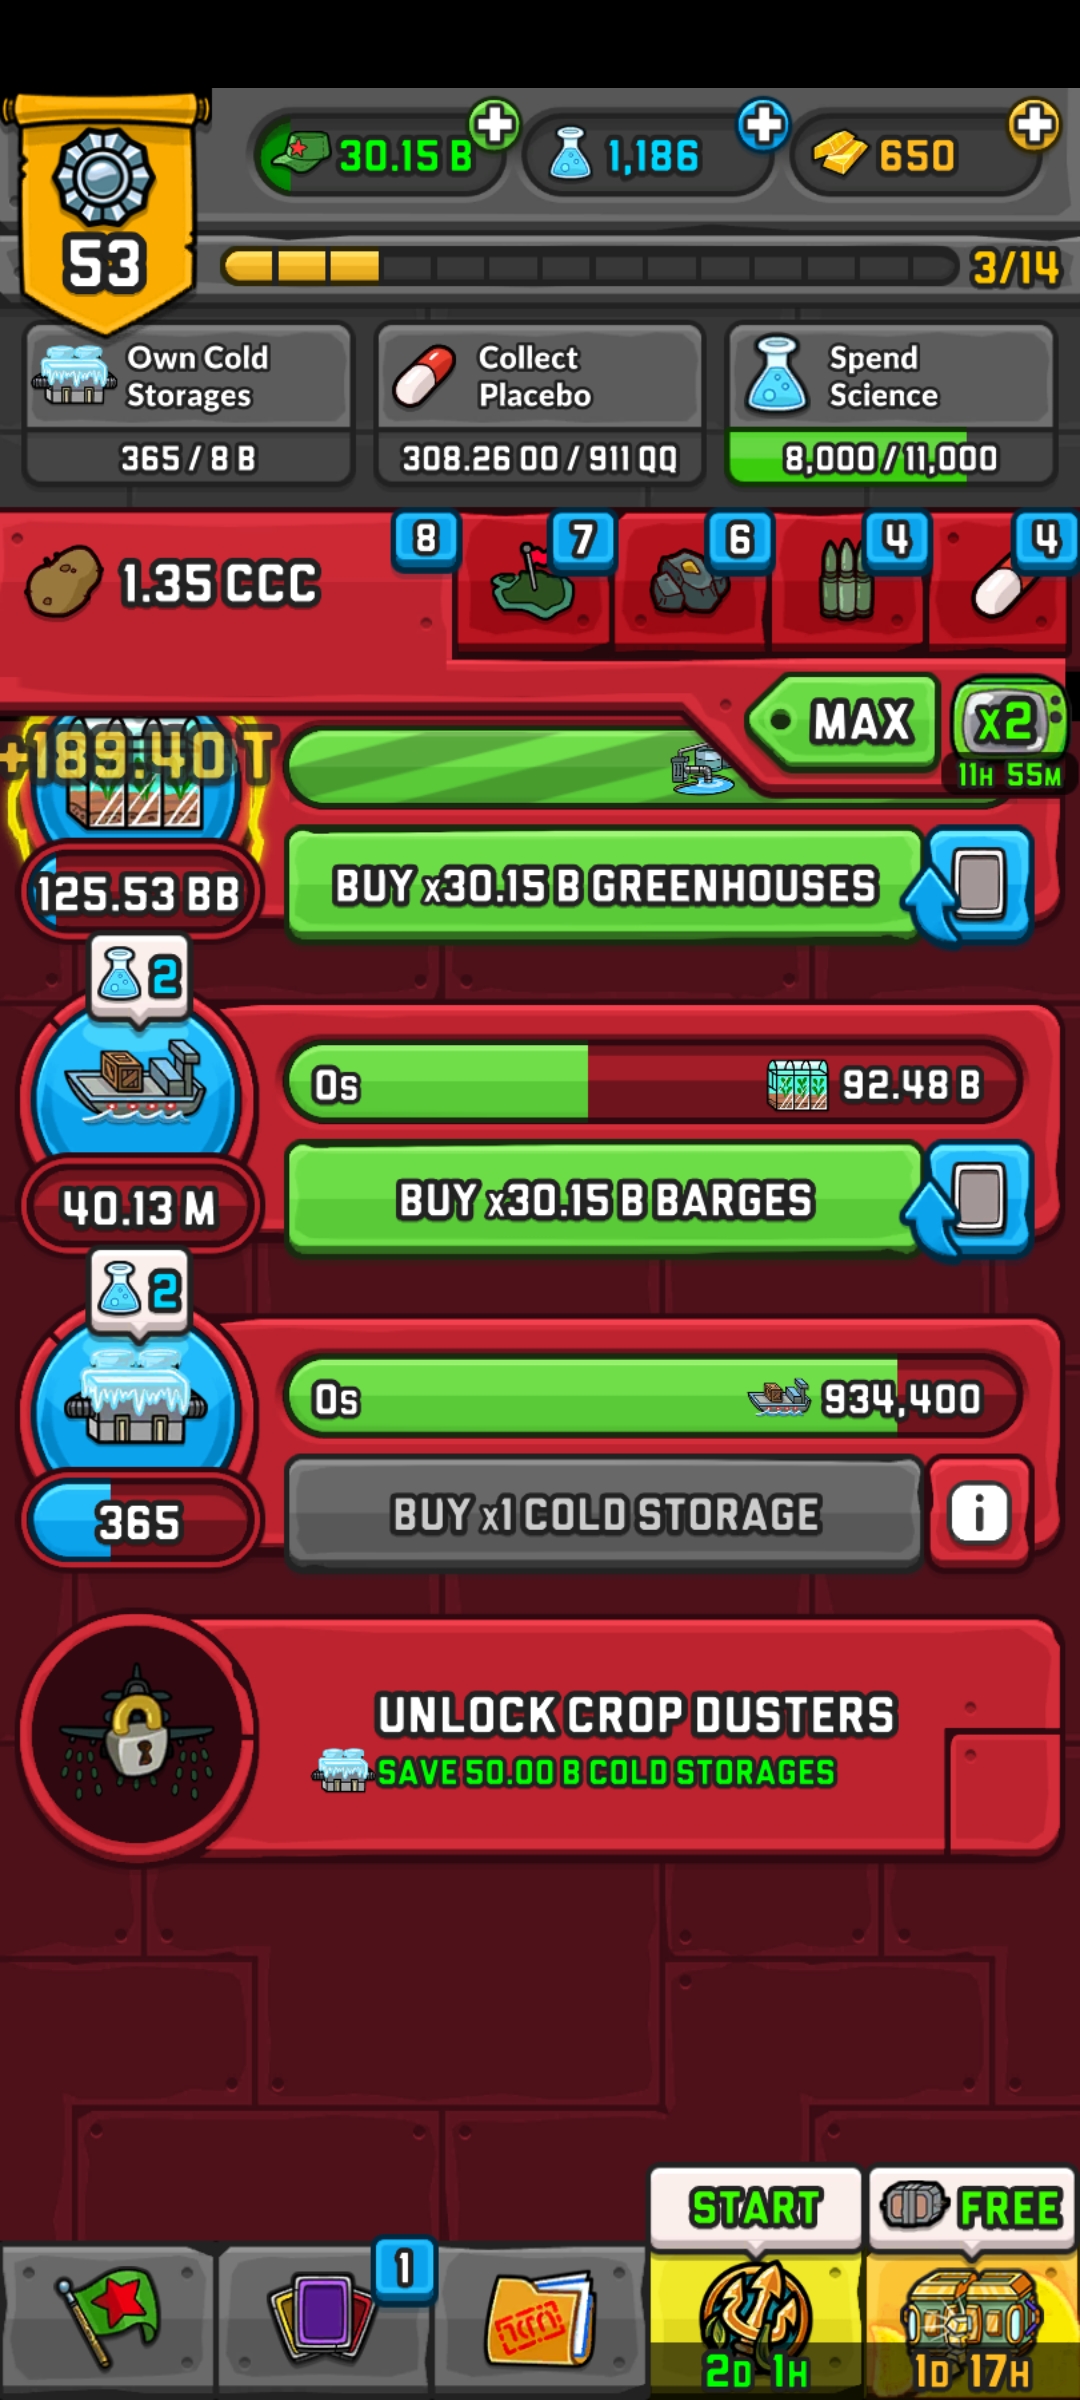 30.15 B
1,186
650
53
3/14
Own Cold
Storages
365 / 8 B
Collect
Placebo
308.26 OO / 911 QQ
Spend
Science
8,000 / 11,000
1.35 CCC
8
7
6
4
4
MAX
x2
11H 55M
+189.40 T
125.53 BB
BUY x30.15 B GREENHOUSES
2
0s
92.48 B
40.13 M
BUY x30.15 B BARGES
2
0s
934,400
365
BUY x1 COLD STORAGE
i
UNLOCK CROP DUSTERS
SAVE 50.00 B COLD STORAGES
START
FREE
1
2D 1H
1D 17H